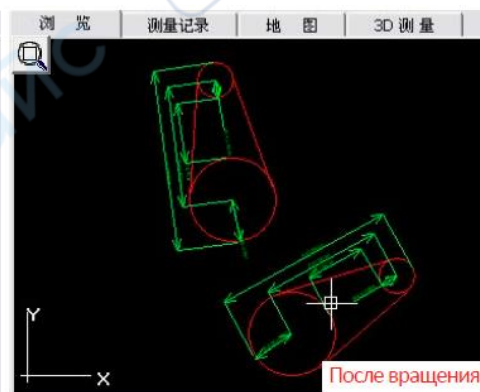 浏 览 测量记录 地 图 3D 测 量
Y
X
После вращения